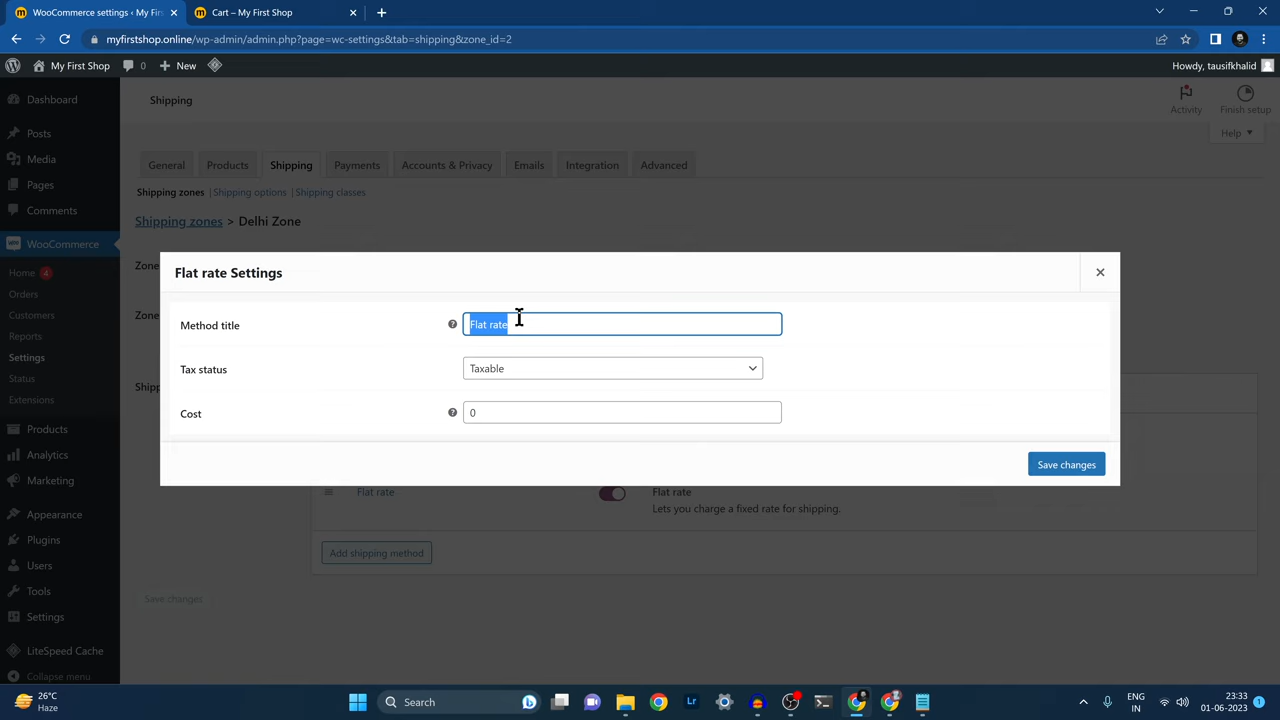 WooCommerce settings ‹ My Firs
Cart – My First Shop
myfirstshop.online/wp-admin/admin.php?page=wc-settings&tab=shipping&zone_id=2
My First Shop
0
New
Howdy, tausifkhalid
Dashboard
Posts
Media
Pages
Comments
WooCommerce
Home 4
Orders
Customers
Reports
Settings
Status
Extensions
Products
Analytics
Marketing
Appearance
Plugins
Users
Tools
Settings
LiteSpeed Cache
Collapse menu
Shipping
Activity
Finish setup
Help
General
Products
Shipping
Payments
Accounts & Privacy
Emails
Integration
Advanced
Shipping zones | Shipping options | Shipping classes
Shipping zones > Delhi Zone
Zone
Zone
Shipp
Flat rate Settings
Method title
Flat rate
Tax status
Taxable
Cost
0
Save changes
Flat rate
Flat rate
Lets you charge a fixed rate for shipping.
Add shipping method
Save changes
26°C
Haze
Search
Lr
ENG
IN
23:33
01-06-2023
1